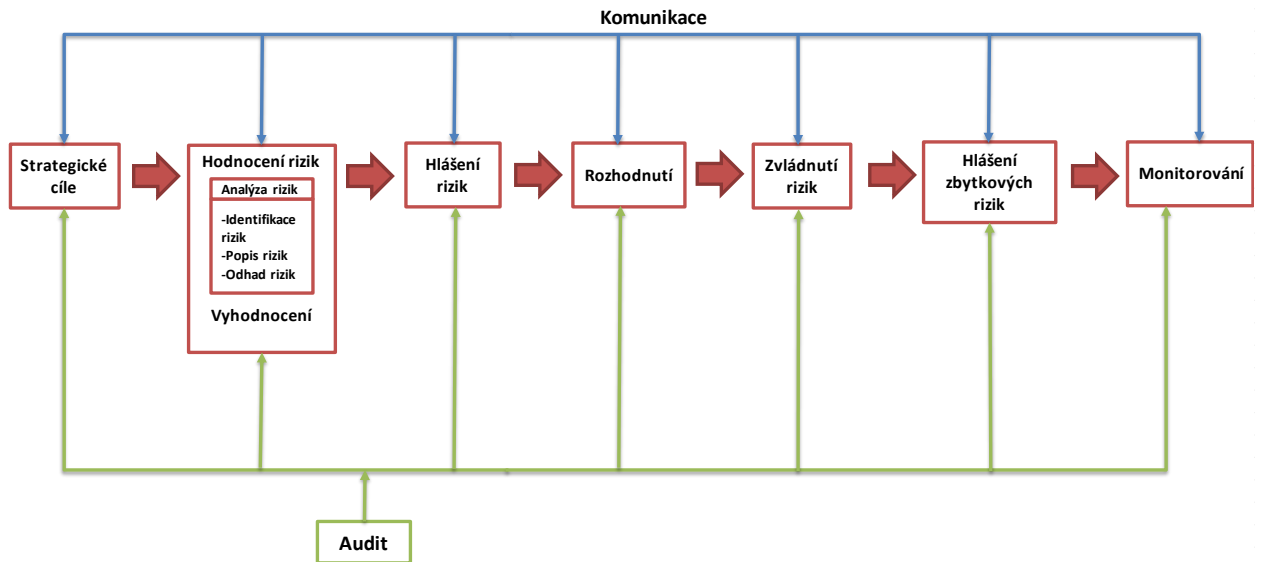 Komunikace
Strategické
cíle
Hodnocení rizik
Analýza rizik
-Identifikace
rizik
-Popis rizik
-Odhad rizik
Vyhodnocení
Hlášení
rizik
Rozhodnutí
Zvládnutí
rizik
Hlášení
zbytkových
rizik
Monitorování
Audit